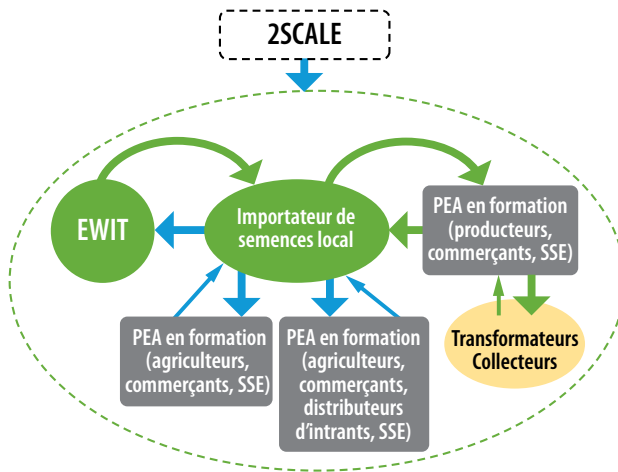 2SCALE
EWIT
Importateur de
semences local
PEA en formation
(producteurs,
commerçants, SSE)
PEA en formation
(agriculteurs,
commerçants, SSE)
PEA en formation
(agriculteurs,
commerçants,
distributeurs
d'intrants, SSE)
Transformateurs
Collecteurs